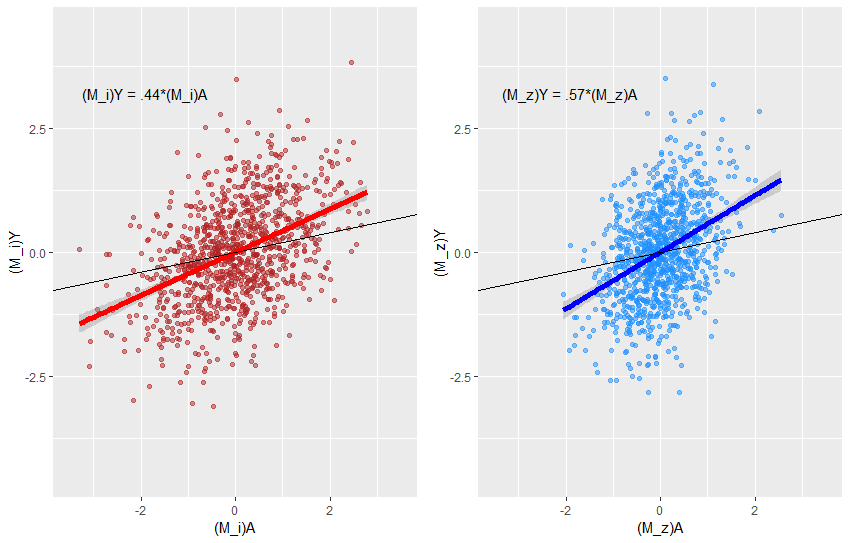 (M_i)Y = .44*(M_i)A
2.5
0.0
-2.5
-2
0
2
(M_i)A
(M_i)Y
(M_z)Y = .57*(M_z)A
2.5
0.0
-2.5
-2
0
2
(M_z)A
(M_z)Y